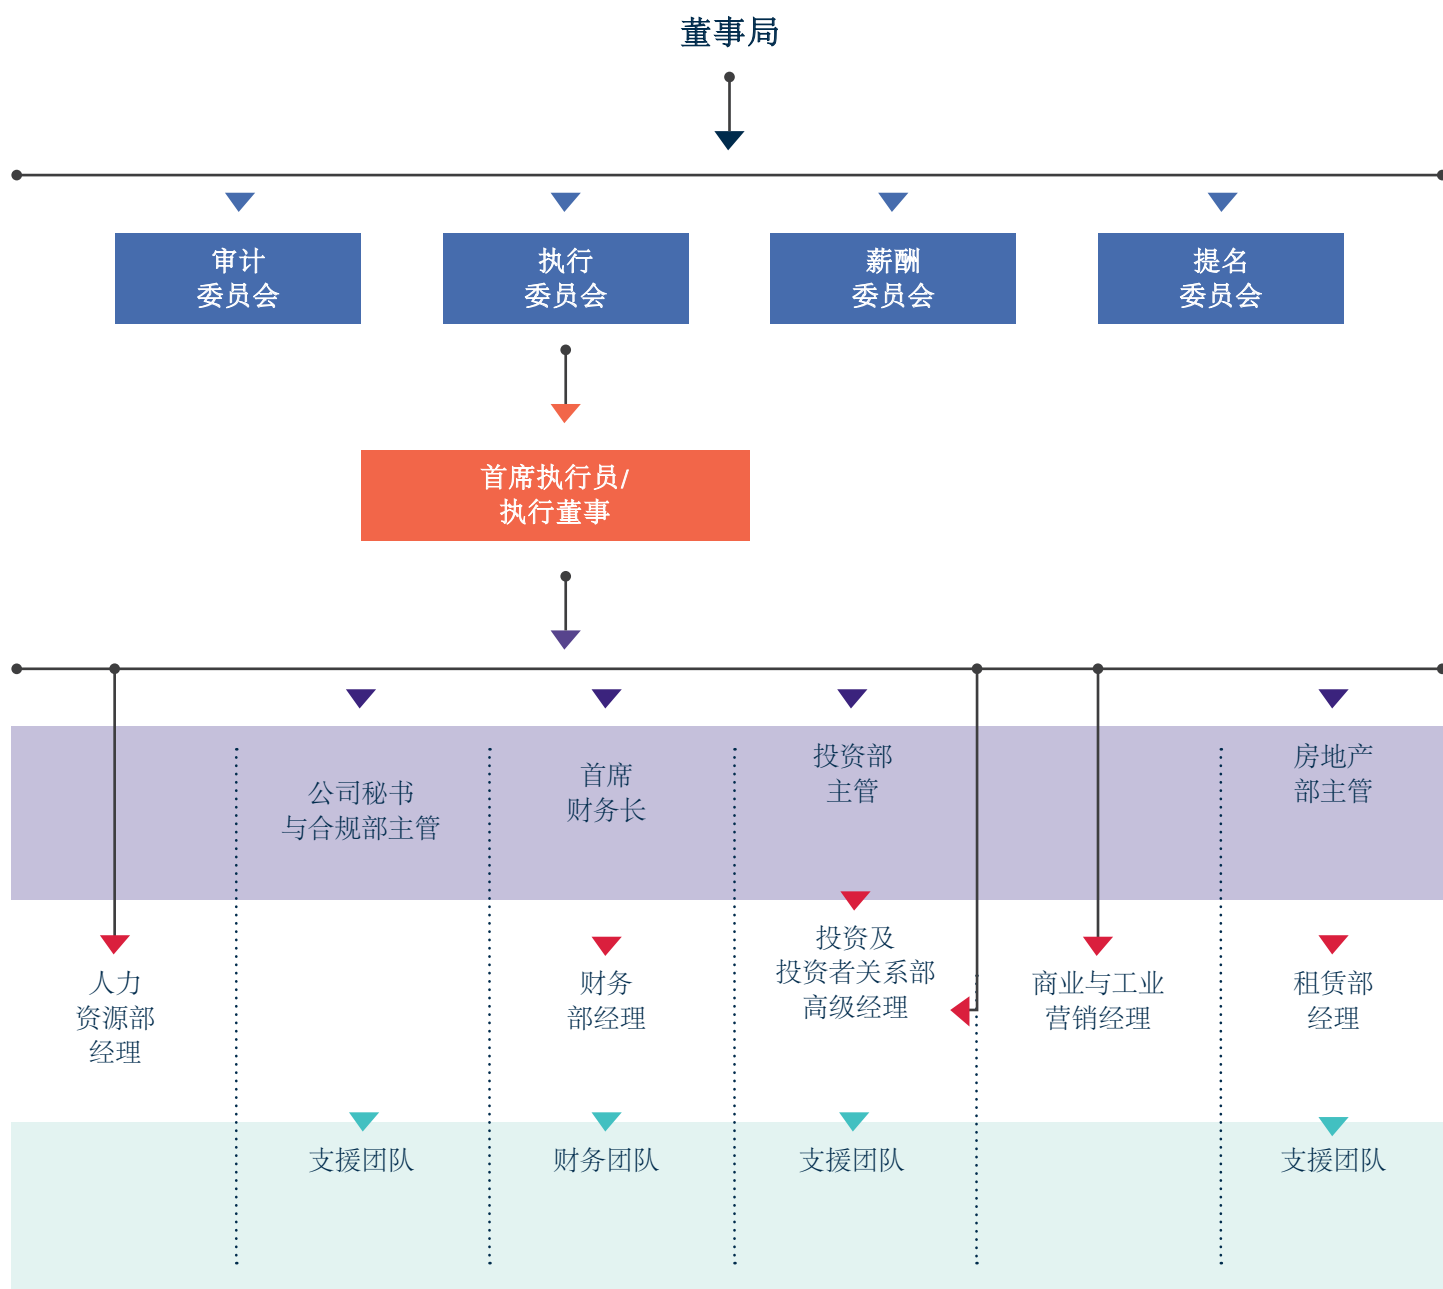 董事局
审计
委员会
执行
委员会
薪酬
委员会
提名
委员会
首席执行员/
执行董事
公司秘书
与合规部主管
首席
财务长
投资部
主管
房地产
部主管
人力
资源部
经理
财务
部经理
投资及
投资者关系部
高级经理
商业与工业
营销经理
租赁部
经理
支援团队
财务团队
支援团队
支援团队